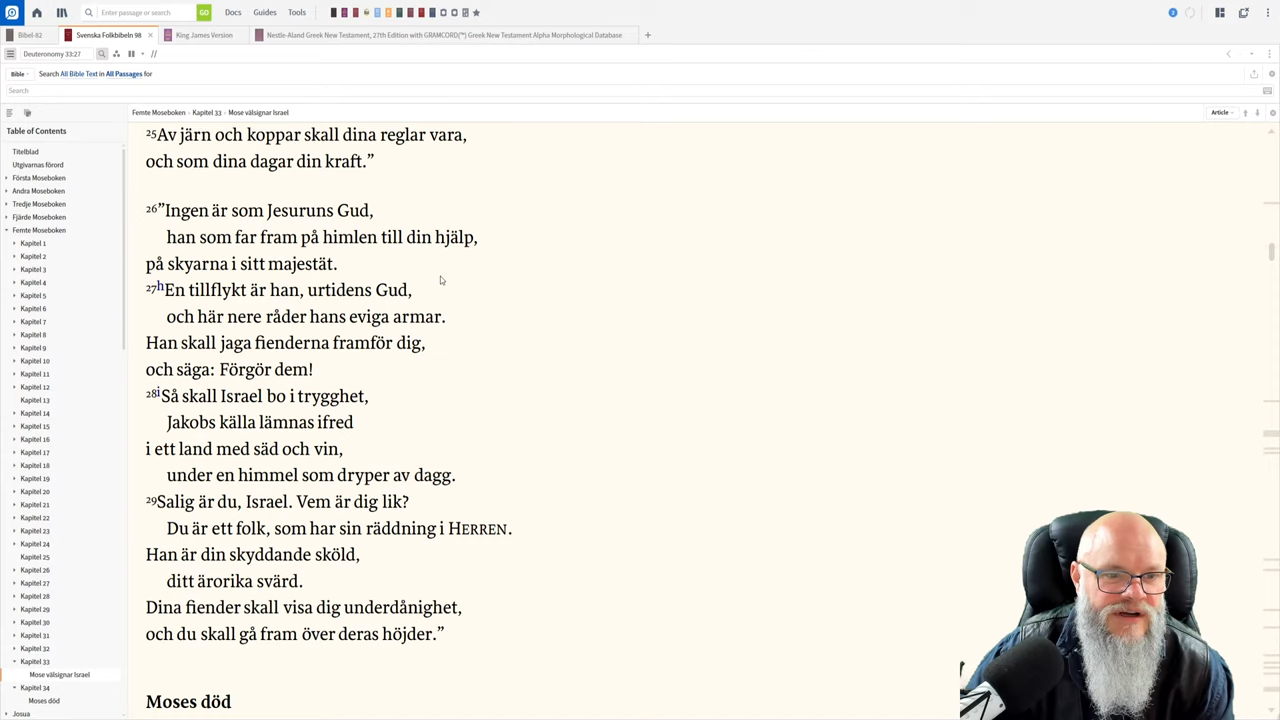 Enter passage or search
GO
Docs
Guides
Tools
2
Bibel-82
Svenska Folkbibeln 98
King James Version
Nestle-Aland Greek New Testament, 27th Edition with GRAMCORD(™) Greek New Testament Alpha Morphological Database
Deuteronomy 33:27
Bible
Search All Bible Text in All Passages for
Search
Femte Moseboken › Kapitel 33 › Mose välsignar Israel
Article
Table of Contents
Titelblad
Utgivarnas förord
Första Moseboken
Andra Moseboken
Tredje Moseboken
Fjärde Moseboken
Femte Moseboken
Kapitel 1
Kapitel 2
Kapitel 3
Kapitel 4
Kapitel 5
Kapitel 6
Kapitel 7
Kapitel 8
Kapitel 9
Kapitel 10
Kapitel 11
Kapitel 12
Kapitel 13
Kapitel 14
Kapitel 15
Kapitel 16
Kapitel 17
Kapitel 18
Kapitel 19
Kapitel 20
Kapitel 21
Kapitel 22
Kapitel 23
Kapitel 24
Kapitel 25
Kapitel 26
Kapitel 27
Kapitel 28
Kapitel 29
Kapitel 30
Kapitel 31
Kapitel 32
Kapitel 33
Mose välsignar Israel
Kapitel 34
Moses död
Josua
25Av järn och koppar skall dina reglar vara,
och som dina dagar din kraft.”
26”Ingen är som Jesuruns Gud,
han som far fram på himlen till din hjälp,
på skyarna i sitt majestät.
27hEn tillflykt är han, urtidens Gud,
och här nere råder hans eviga armar.
Han skall jaga fienderna framför dig,
och säga: Förgör dem!
28iSå skall Israel bo i trygghet,
Jakobs källa lämnas ifred
i ett land med säd och vin,
under en himmel som dryper av dagg.
29Salig är du, Israel. Vem är dig lik?
Du är ett folk, som har sin räddning i HERREN.
Han är din skyddande sköld,
ditt ärorika svärd.
Dina fiender skall visa dig underdånighet,
och du skall gå fram över deras höjder.”
Moses död